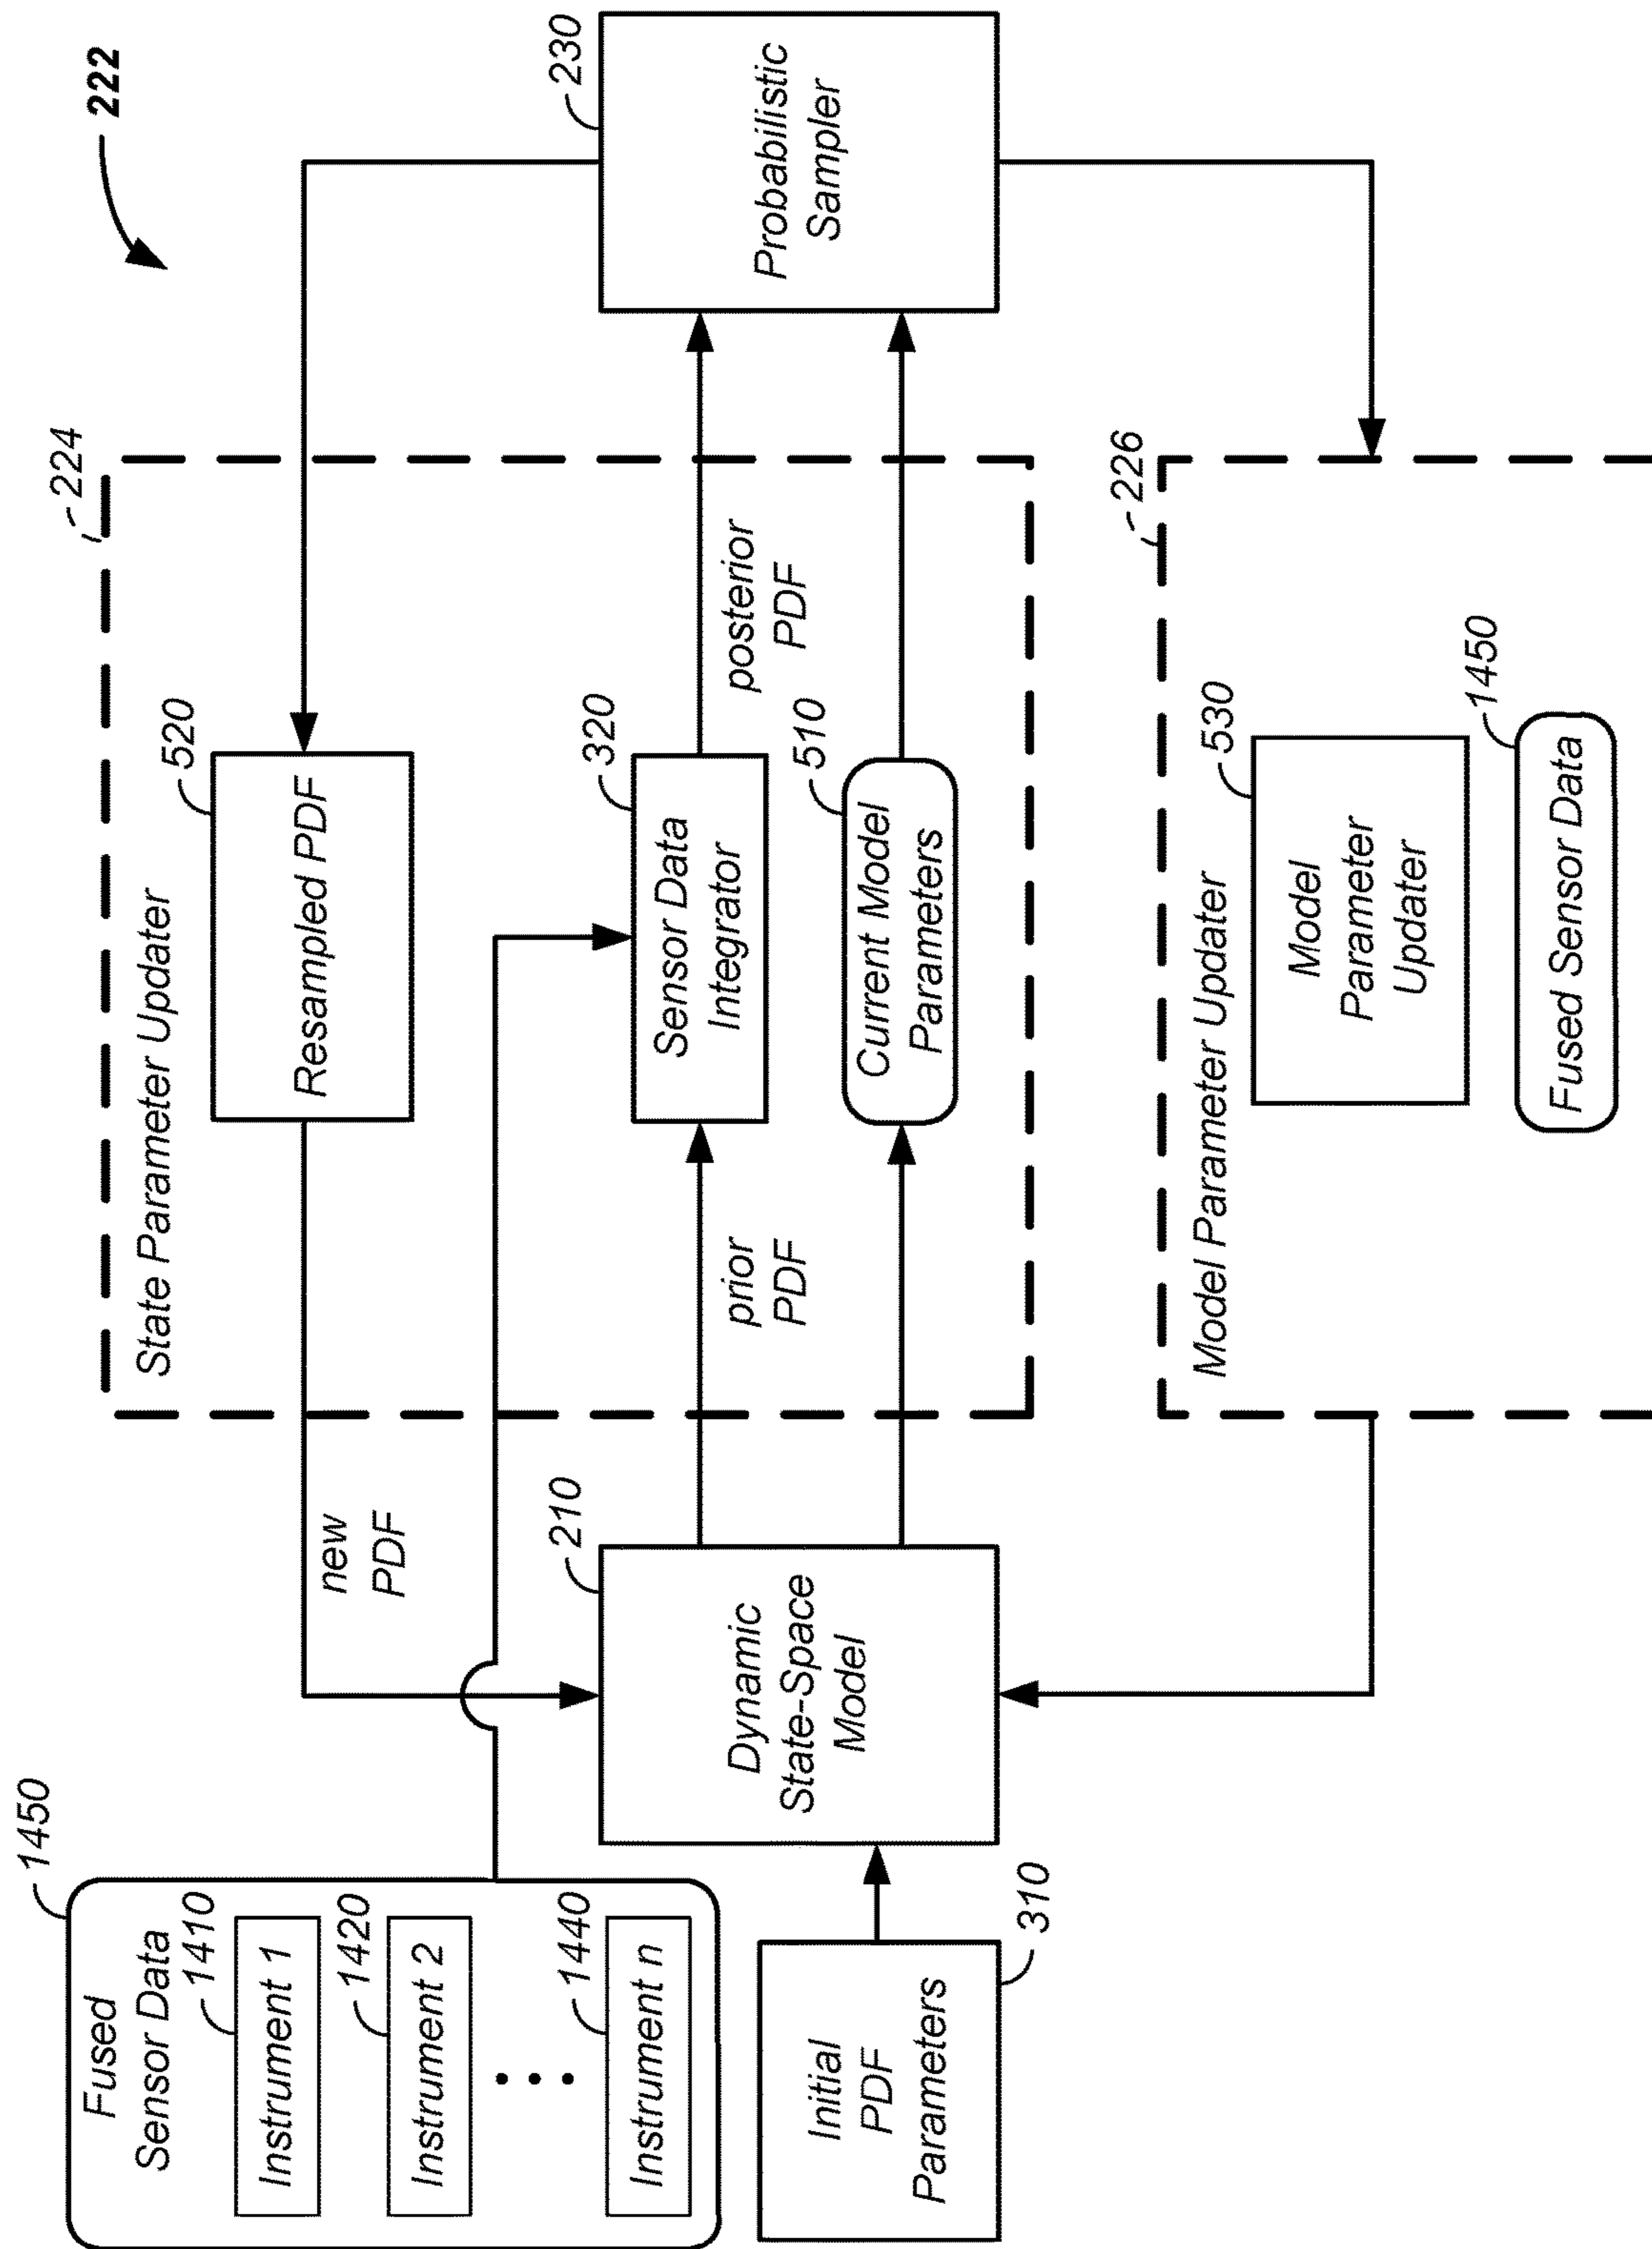 222
1450
Fused
Sensor Data
1410
Instrument 1
1420
Instrument 2
1440
Instrument n
Initial
PDF
Parameters
310
new
PDF
210
Dynamic
State-Space
Model
224
State Parameter Updater
520
Resampled PDF
prior
PDF
320
Sensor Data
Integrator
posterior
PDF
510
Current Model
Parameters
230
Probabilistic
Sampler
226
Model Parameter Updater
530
Model
Parameter
Updater
1450
Fused Sensor Data